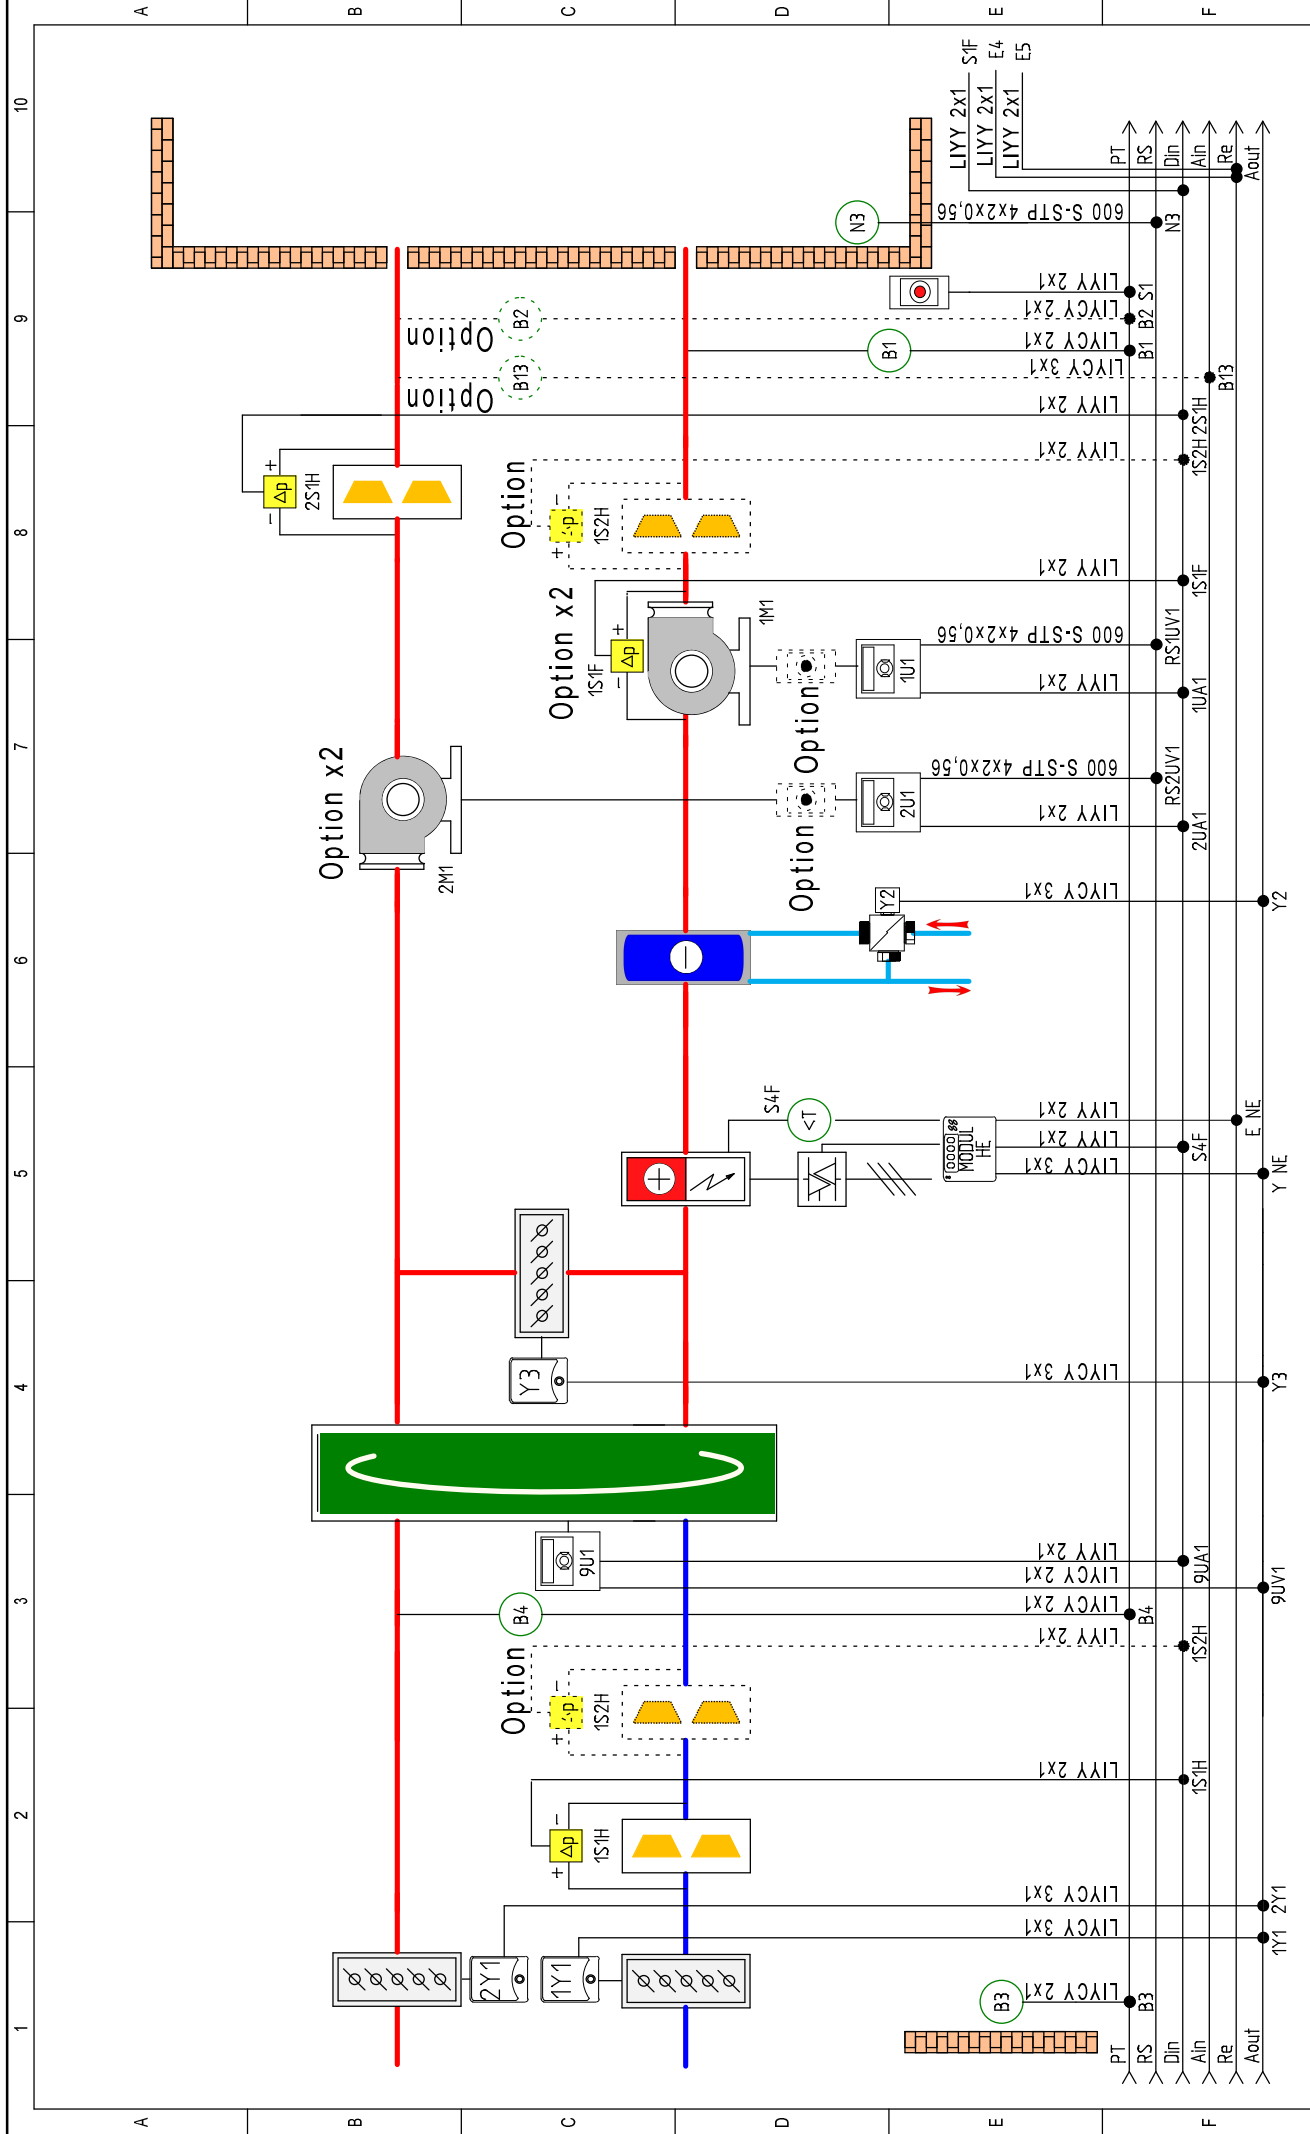 A
B
C
D
E
F
10
9
8
7
6
5
4
3
2
1
A
B
C
D
E
F
S1F
E4
E5
LIYY 2x1
LIYY 2x1
LIYY 2x1
PT
RS
Din
Ain
Re
Aout
N3
600 S-STP 4x2x0,56
N3
LIYY 2x1
S1
Option
B2
LIYCY 2x1
B2
B1
LIYCY 2x1
B1
Option
B13
LIYCY 3x1
B13
LIYY 2x1
2S1H
+
Δp
-
2S1H
Option
-
Δp
+
1S2H
LIYY 2x1
1S2H
Option x2
LIYY 2x1
1S1F
+
Δp
-
1S1F
1M1
Option
1U1
600 S-STP 4x2x0,56
RS1UV1
LIYY 2x1
1UA1
Option x2
2M1
Option
2U1
600 S-STP 4x2x0,56
RS2UV1
LIYY 2x1
2UA1
Y2
LIYCY 3x1
Y2
S4F
<T
MODUL
HE
0000
88
8
LIYY 2x1
E NE
LIYY 2x1
S4F
LIYCY 3x1
Y NE
Y3
LIYCY 3x1
Y3
9U1
LIYY 2x1
9UA1
LIYCY 2x1
9UV1
B4
LIYCY 2x1
B4
Option
-
Δp
+
1S2H
LIYY 2x1
1S2H
-
Δp
+
1S1H
LIYY 2x1
1S1H
2Y1
LIYCY 3x1
2Y1
1Y1
LIYCY 3x1
1Y1
B3
LIYCY 2x1
B3
PT
RS
Din
Ain
Re
Aout